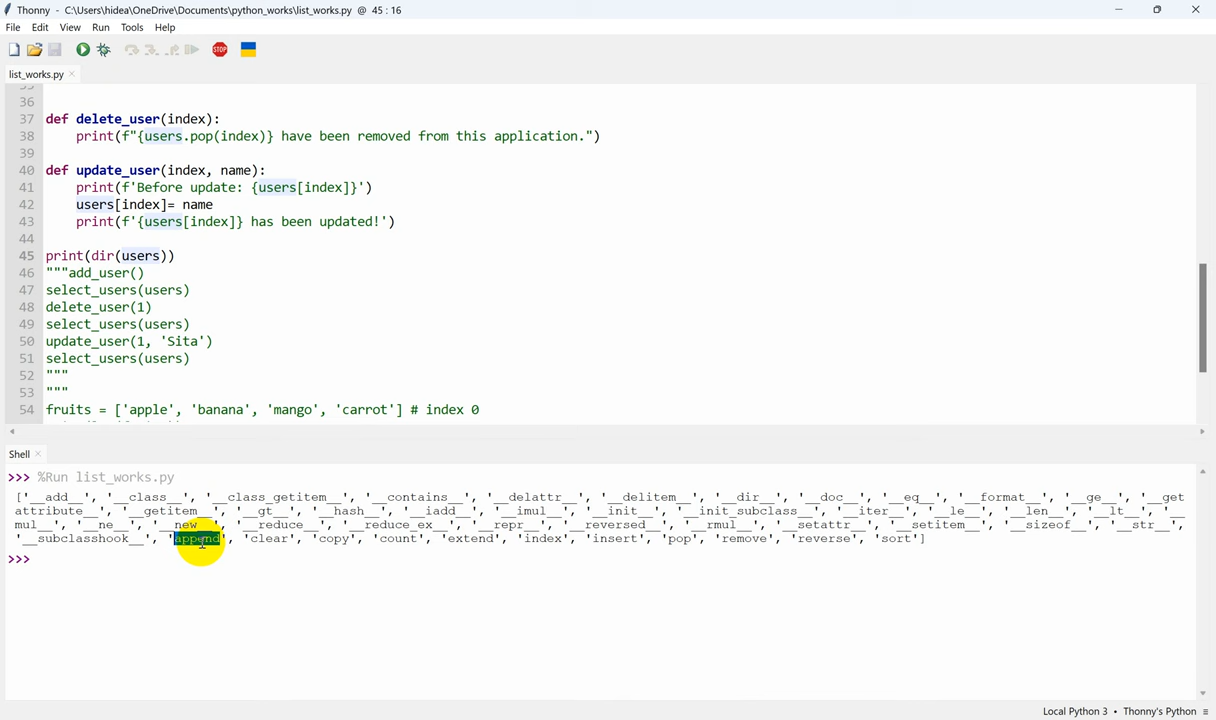 Thonny - C:\Users\hidea\OneDrive\Documents\python_works\list_works.py @ 45 : 16
File Edit View Run Tools Help
STOP
list_works.py ×
36
37 def delete_user(index):
38 print(f"{users.pop(index)} have been removed from this application.")
39
40 def update_user(index, name):
41 print(f'Before update: {users[index]}')
42 users[index]= name
43 print(f'{users[index]} has been updated!')
44
45 print(dir(users))
46 """add_user()
47 select_users(users)
48 delete_user(1)
49 select_users(users)
50 update_user(1, 'Sita')
51 select_users(users)
52 """
53 """
54 fruits = ['apple', 'banana', 'mango', 'carrot'] # index 0
Shell ×
>>> %Run list_works.py
['__add__', '__class__', '__class_getitem__', '__contains__', '__delattr__', '__delitem__', '__dir__', '__doc__', '__eq__', '__format__', '__ge__', '__get
attribute__', '__getitem__', '__gt__', '__hash__', '__iadd__', '__imul__', '__init__', '__init_subclass__', '__iter__', '__le__', '__len__', '__lt__', '__
mul__', '__ne__', '__new__', '__reduce__', '__reduce_ex__', '__repr__', '__reversed__', '__rmul__', '__setattr__', '__setitem__', '__sizeof__', '__str__',
'__subclasshook__', 'append', 'clear', 'copy', 'count', 'extend', 'index', 'insert', 'pop', 'remove', 'reverse', 'sort']
>>>
Local Python 3 • Thonny's Python ≡